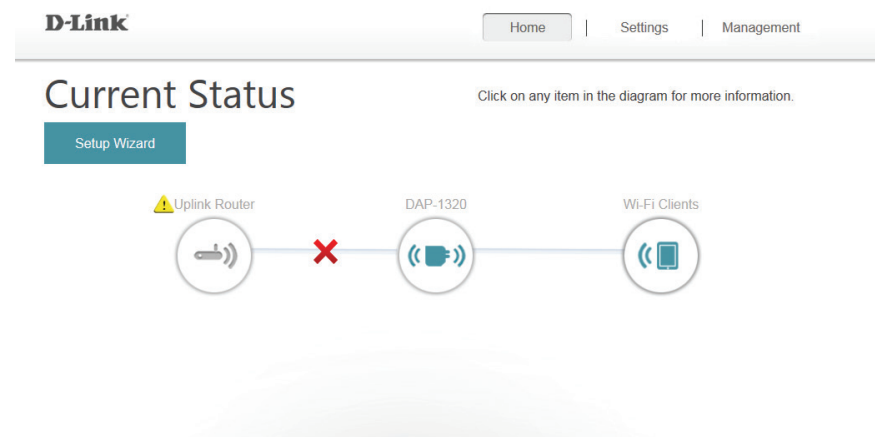 D-Link
Home | Settings | Management
Current Status
Click on any item in the diagram for more information.
Setup Wizard
Uplink Router
DAP-1320
Wi-Fi Clients